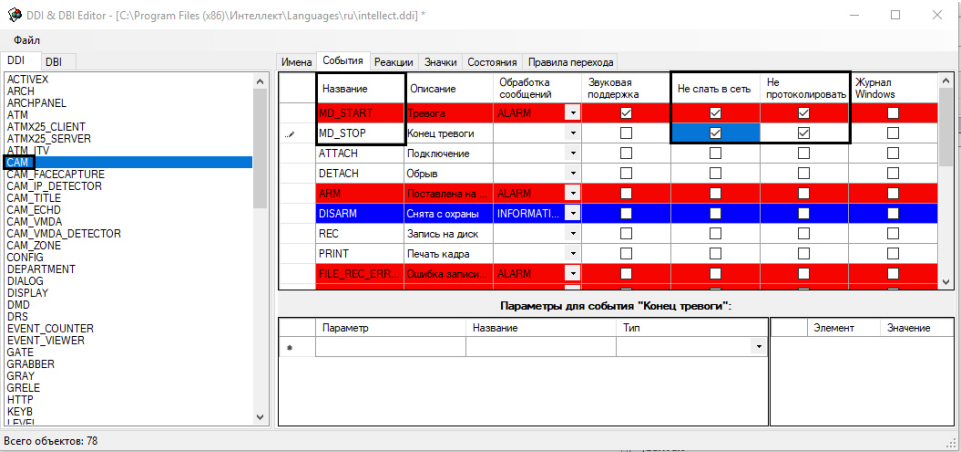 DDI & DBI Editor - [C:\Program Files (x86)\Интеллект\Languages\ru\intellect.ddi] *
Файл
DDI DBI
ACTIVEX
ARCH
ARCHPANEL
ATM
ATMX25_CLIENT
ATMX25_SERVER
ATM_ITV
CAM
CAM_FACECAPTURE
CAM_IP_DETECTOR
CAM_TITLE
CAM_ECHD
CAM_VMDA
CAM_VMDA_DETECTOR
CAM_ZONE
CONFIG
DEPARTMENT
DIALOG
DISPLAY
DMD
DRS
EVENT_COUNTER
EVENT_VIEWER
GATE
GRABBER
GRAY
GRELE
HTTP
KEYB
LEVEL
Имена События Реакции Значки Состояния Правила перехода
Название Описание Обработка сообщений Звуковая поддержка Не слать в сеть Не протоколировать Журнал Windows
MD_START Тревога ALARM
MD_STOP Конец тревоги
ATTACH Подключение
DETACH Обрыв
ARM Поставлена на ... ALARM
DISARM Снята с охраны INFORMATI...
REC Запись на диск
PRINT Печать кадра
FILE_REC_ERR... Ошибка записи... ALARM
Параметры для события "Конец тревоги":
Параметр Название Тип Элемент Значение
Всего объектов: 78